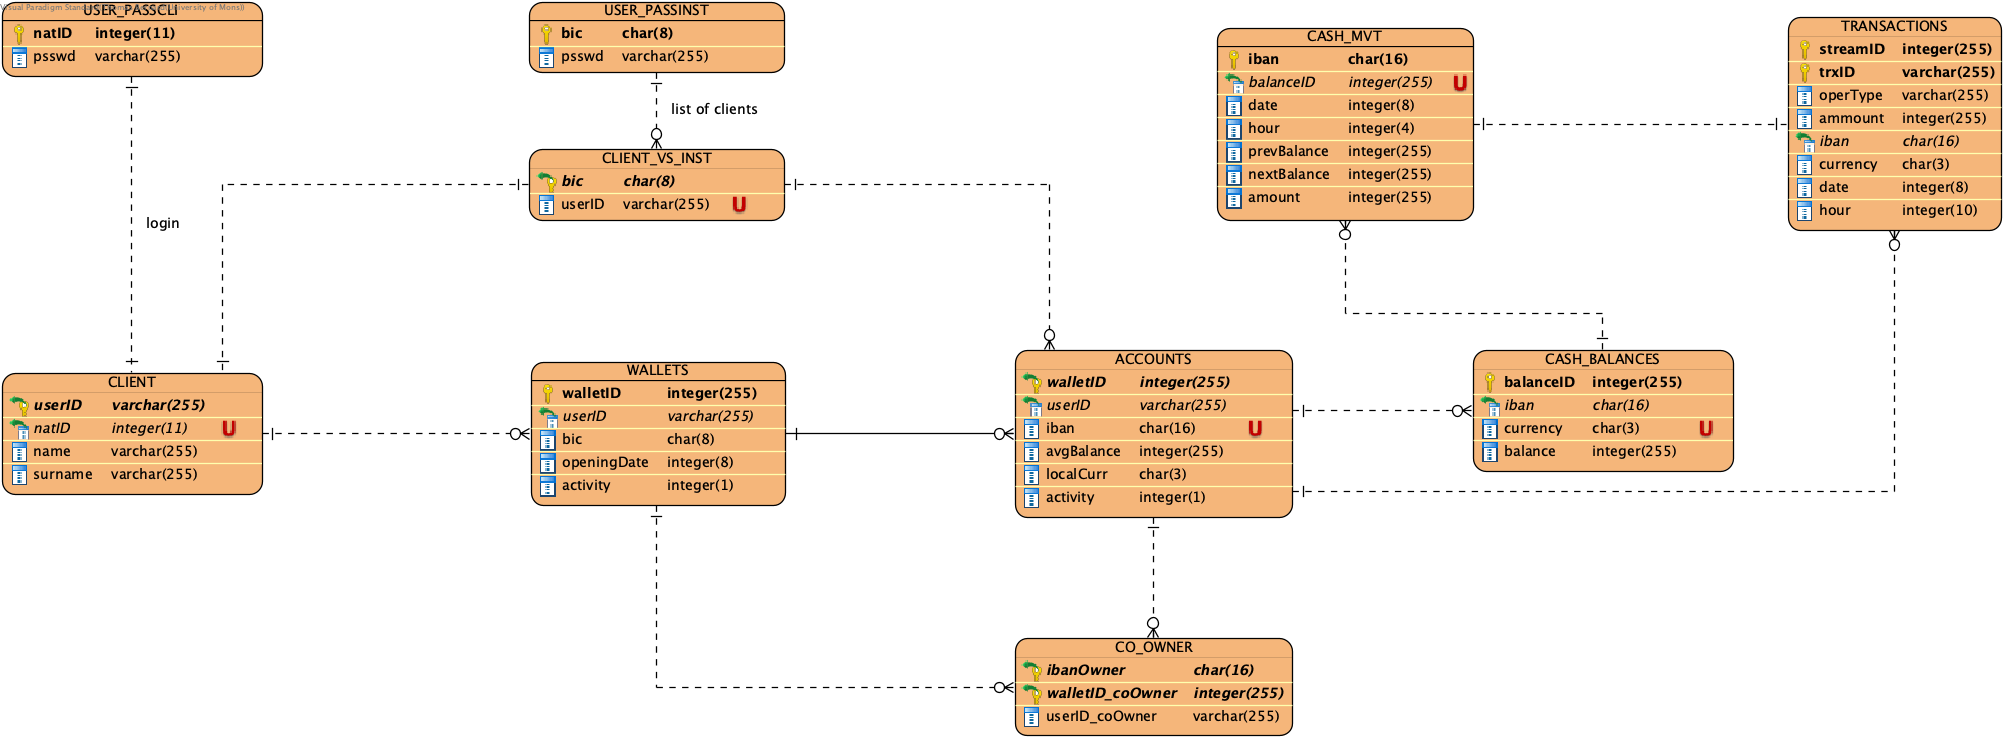 USER_PASSCLI
natID integer(11)
psswd varchar(255)
USER_PASSINST
bic char(8)
psswd varchar(255)
list of clients
CLIENT_VS_INST
bic char(8)
userID varchar(255) U
login
CASH_MVT
iban char(16)
balanceID integer(255) U
date integer(8)
hour integer(4)
prevBalance integer(255)
nextBalance integer(255)
amount integer(255)
TRANSACTIONS
streamID integer(255)
trxID varchar(255)
operType varchar(255)
ammount integer(255)
iban char(16)
currency char(3)
date integer(8)
hour integer(10)
CLIENT
userID varchar(255)
natID integer(11) U
name varchar(255)
surname varchar(255)
WALLETS
walletID integer(255)
userID varchar(255)
bic char(8)
openingDate integer(8)
activity integer(1)
ACCOUNTS
walletID integer(255)
userID varchar(255)
iban char(16) U
avgBalance integer(255)
localCurr char(3)
activity integer(1)
CASH_BALANCES
balanceID integer(255)
iban char(16)
currency char(3) U
balance integer(255)
CO_OWNER
ibanOwner char(16)
walletID_coOwner integer(255)
userID_coOwner varchar(255)